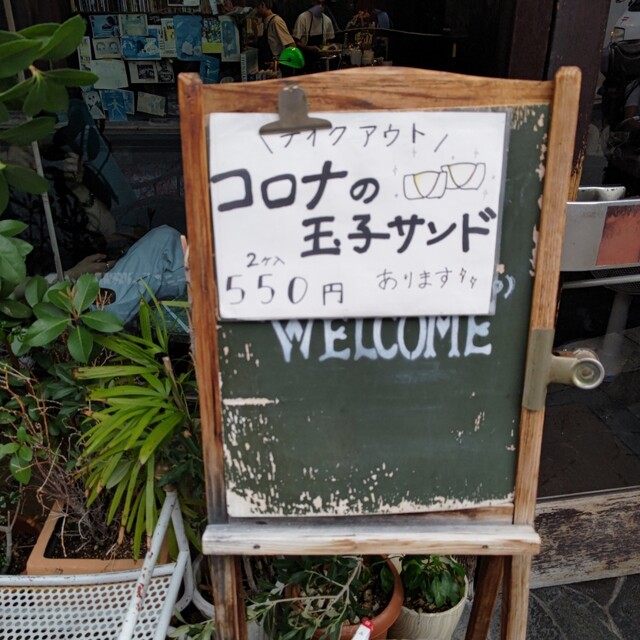 \テイクアウト/
コロナの
玉子サンド
2ケ入
550円 あります
WELCOME